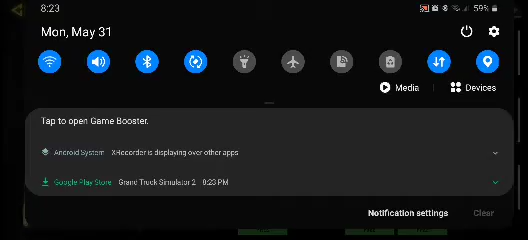 8:23
59%
Mon, May 31
Media
Devices
Tap to open Game Booster.
Android System XRecorder is displaying over other apps
Google Play Store Grand Truck Simulator 2 8:23 PM
Notification settings
Clear